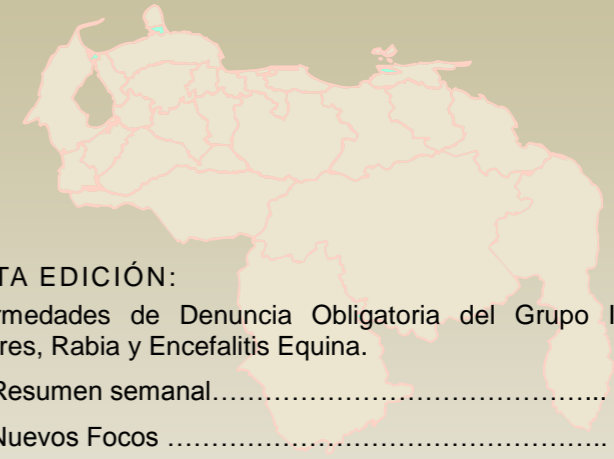 TA EDICIÓN:
rmedades de Denuncia Obligatoria del Grupo I
res, Rabia y Encefalitis Equina.
Resumen semanal……………………………………...
Nuevos Focos ………………………………………..